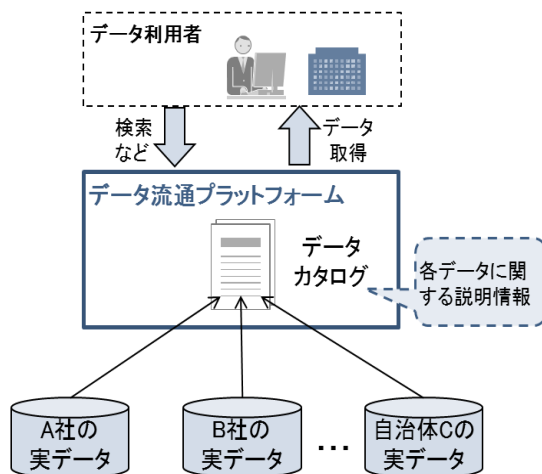 データ利用者
検索
など
データ
取得
データ流通プラットフォーム
データ
カタログ
各データに関
する説明情報
A社の
実データ
B社の
実データ
...
自治体Cの
実データ